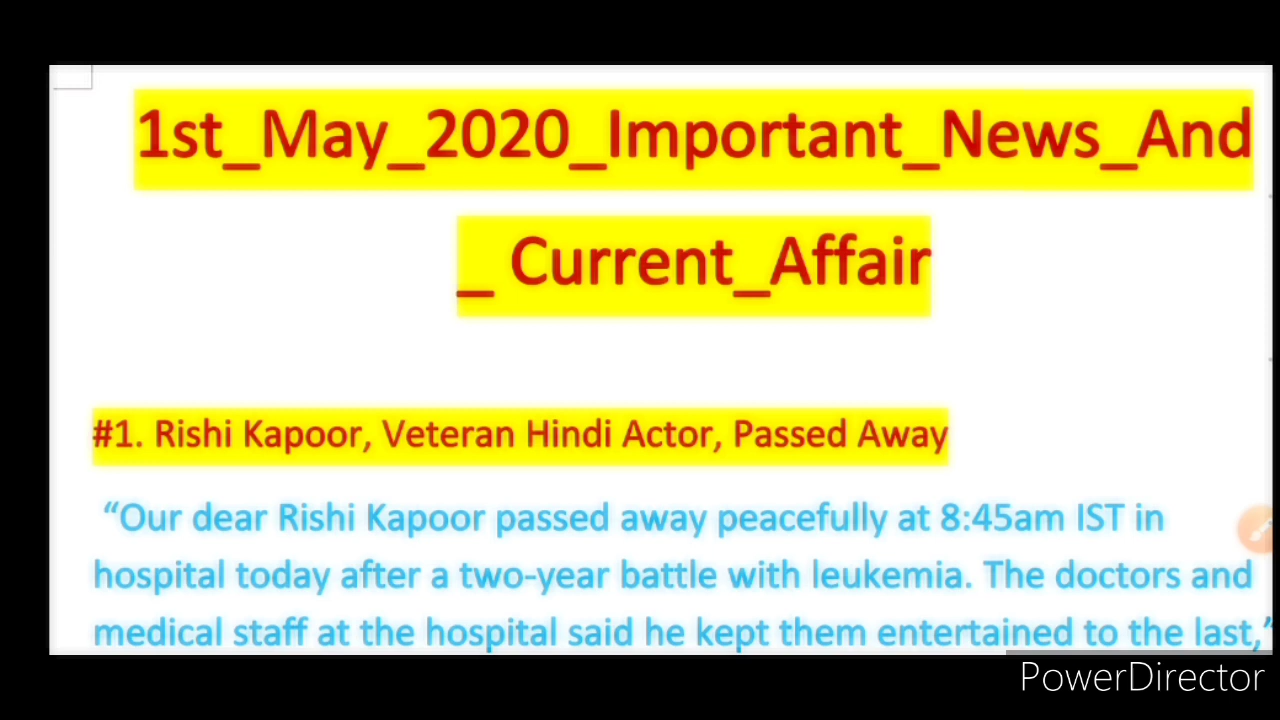 1st_May_2020_Important_News_And
_ Current_Affair
#1. Rishi Kapoor, Veteran Hindi Actor, Passed Away
“Our dear Rishi Kapoor passed away peacefully at 8:45am IST in
hospital today after a two-year battle with leukemia. The doctors and
medical staff at the hospital said he kept them entertained to the last,”
PowerDirector